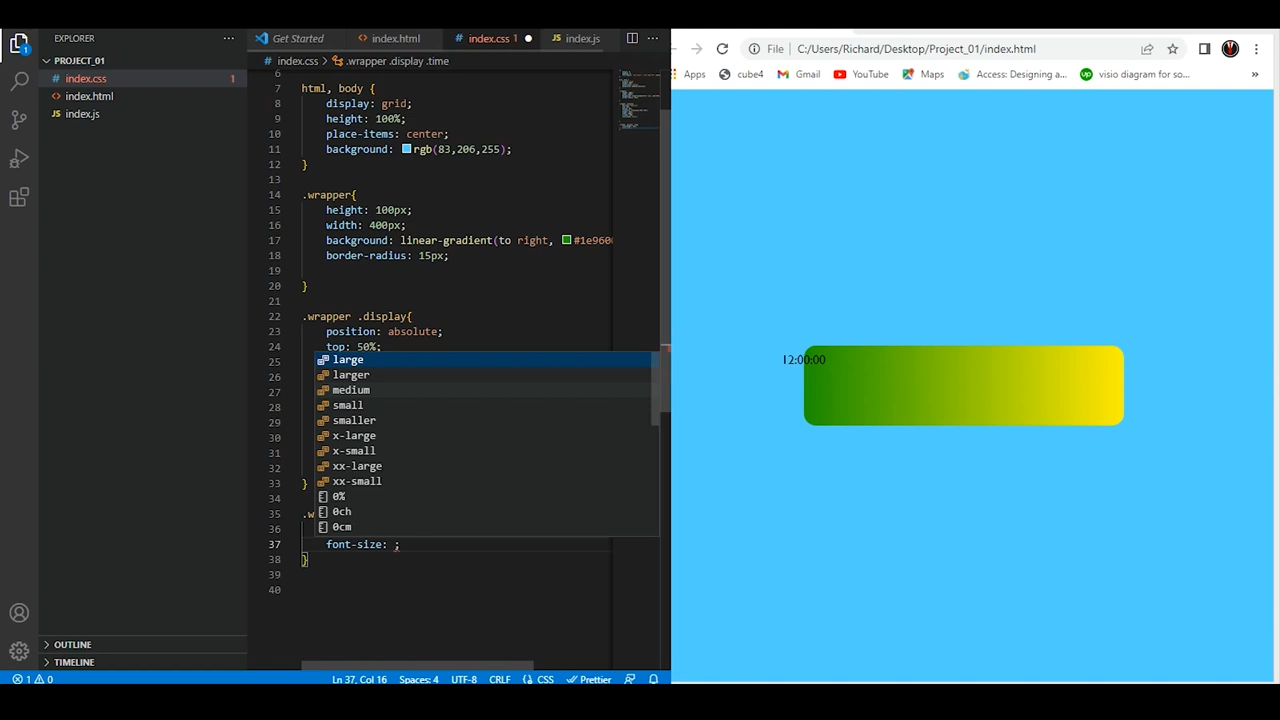 EXPLORER
PROJECT_01
index.css 1
index.html
index.js
OUTLINE
TIMELINE
Get Started
index.html
index.css 1
index.js
index.css > .wrapper .display .time
6
7 html, body {
8 display: grid;
9 height: 100%;
10 place-items: center;
11 background: rgb(83,206,255);
12 }
13
14 .wrapper{
15 height: 100px;
16 width: 400px;
17 background: linear-gradient(to right, #1e9600
18 border-radius: 15px;
19
20 }
21
22 .wrapper .display{
23 position: absolute;
24 top: 50%;
25
26
27
28
29
30
31
32
33 }
34
35 .w
36
37 font-size: ;
38 }
39
40
large
larger
medium
small
smaller
x-large
x-small
xx-large
xx-small
0%
0ch
0cm
1 0
Ln 37, Col 16
Spaces: 4
UTF-8
CRLF
CSS
Prettier
File
C:/Users/Richard/Desktop/Project_01/index.html
Apps
cube4
Gmail
YouTube
Maps
Access: Designing a...
visio diagram for so...
»
12:00:00